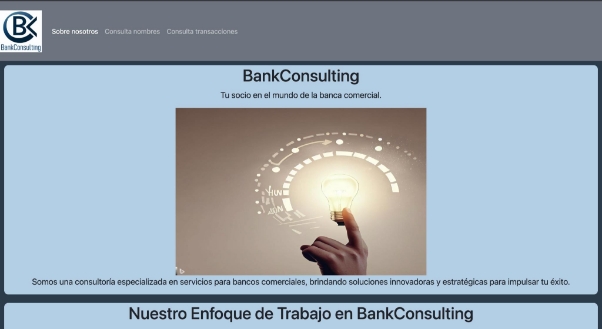 BK
BankConsulting
Sobre nosotros Consulta nombres Consulta transacciones
BankConsulting
Tu socio en el mundo de la banca comercial.
Somos una consultoría especializada en servicios para bancos comerciales, brindando soluciones innovadoras y estratégicas para impulsar tu éxito.
Nuestro Enfoque de Trabajo en BankConsulting